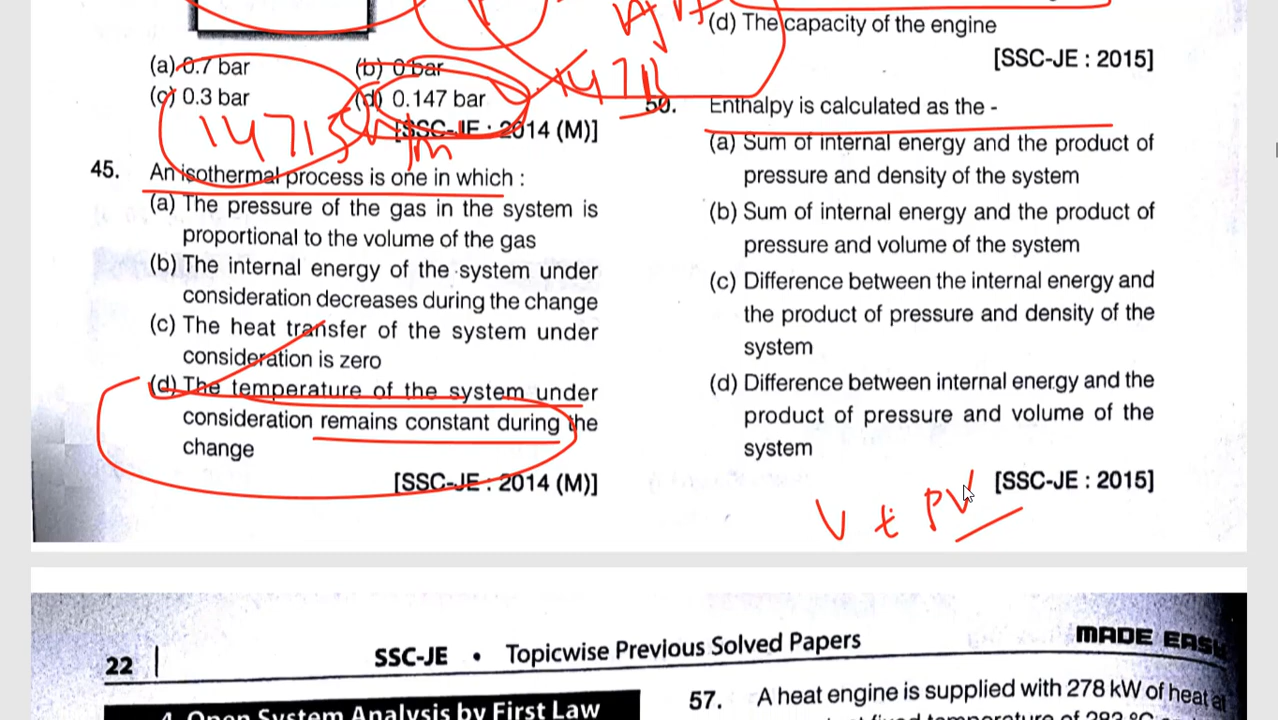 (a) 0.7 bar
(b) 0 bar
(c) 0.3 bar
(d) 0.147 bar
14715
m
[SSC-JE : 2014 (M)]
45. An isothermal process is one in which :
(a) The pressure of the gas in the system is
proportional to the volume of the gas
(b) The internal energy of the system under
consideration decreases during the change
(c) The heat transfer of the system under
consideration is zero
(d) The temperature of the system under
consideration remains constant during the
change
[SSC-JE : 2014 (M)]
(d) The capacity of the engine
[SSC-JE : 2015]
50. Enthalpy is calculated as the -
(a) Sum of internal energy and the product of
pressure and density of the system
(b) Sum of internal energy and the product of
pressure and volume of the system
(c) Difference between the internal energy and
the product of pressure and density of the
system
(d) Difference between internal energy and the
product of pressure and volume of the
system
[SSC-JE : 2015]
U + PV
22
SSC-JE • Topicwise Previous Solved Papers
MADE EASY
4. Open System Analysis by First Law
57. A heat engine is supplied with 278 kW of heat at